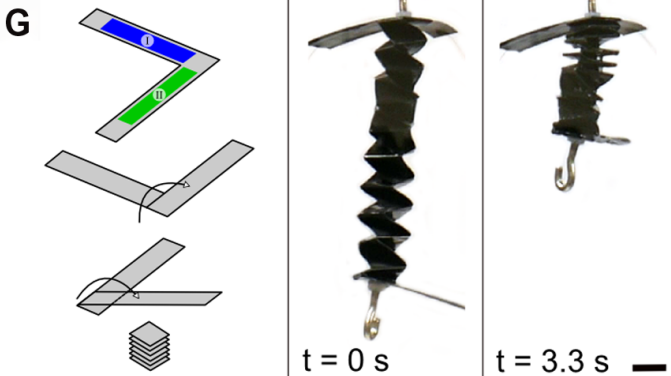 G
I
II
t = 0 s
t = 3.3 s